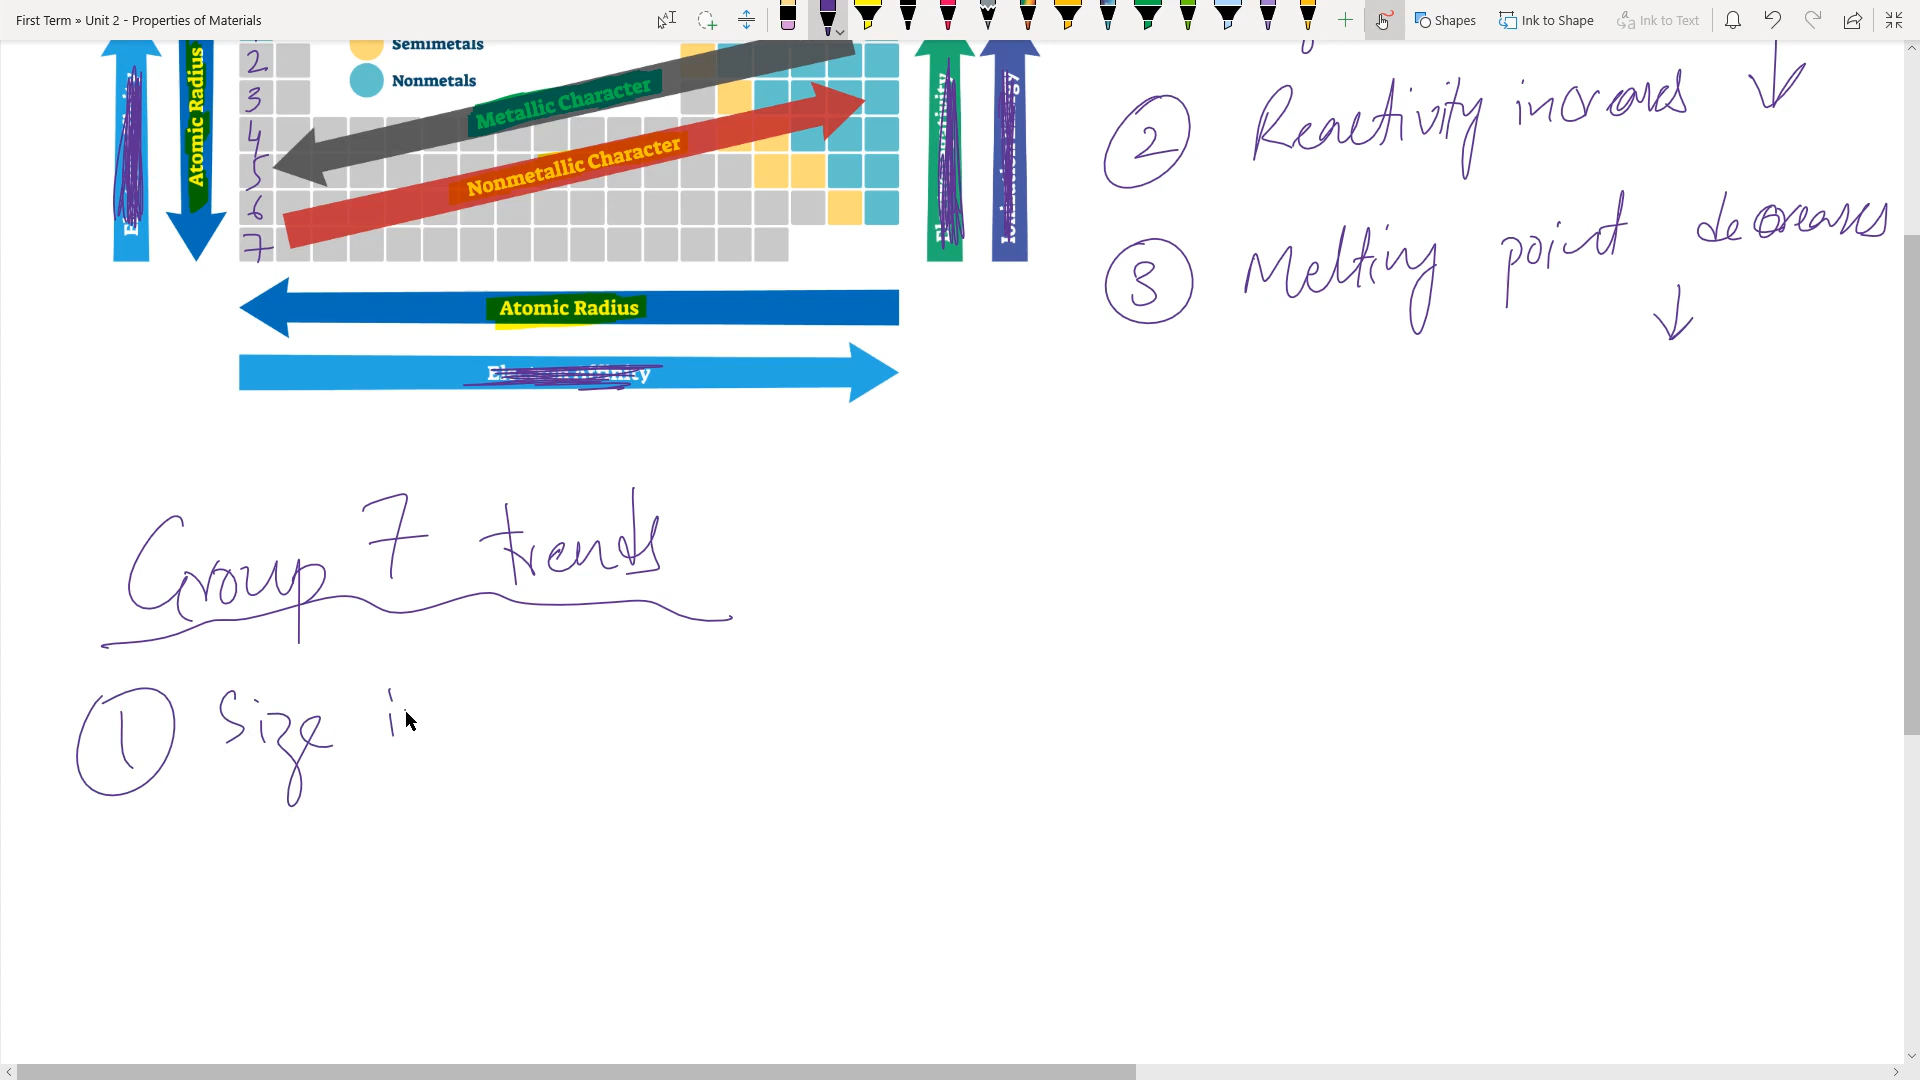 First Term » Unit 2 - Properties of Materials
Shapes
Ink to Shape
Ink to Text
Semimetals
Nonmetals
2
3
4
5
6
7
Atomic Radius
Metallic Character
Nonmetallic Character
Atomic Radius
② Reactivity increases ↓
③ Melting point decreases
↓
Group 7 trends
① Size i